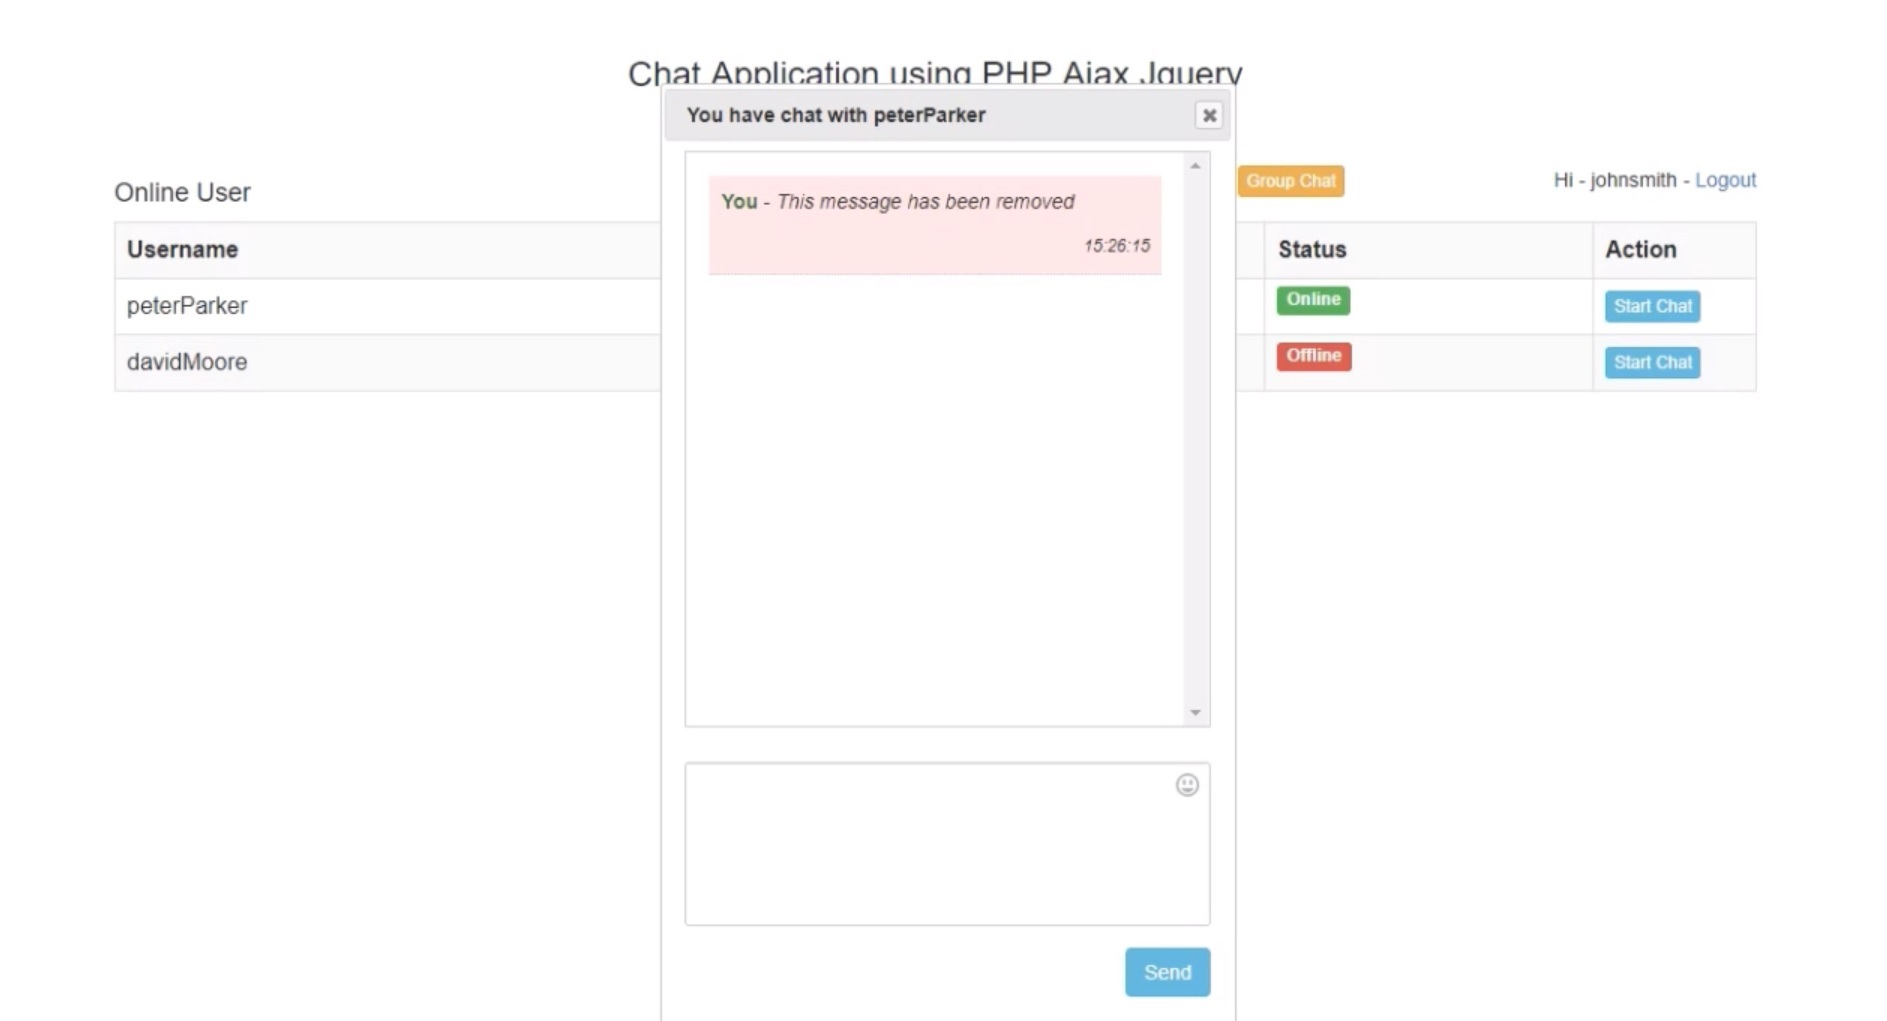 Chat Application using PHP Ajax Jquery
You have chat with peterParker
Online User
Group Chat
Hi - johnsmith - Logout
You - This message has been removed
15:26:15
Username Status Action
peterParker Online Start Chat
davidMoore Offline Start Chat
Send